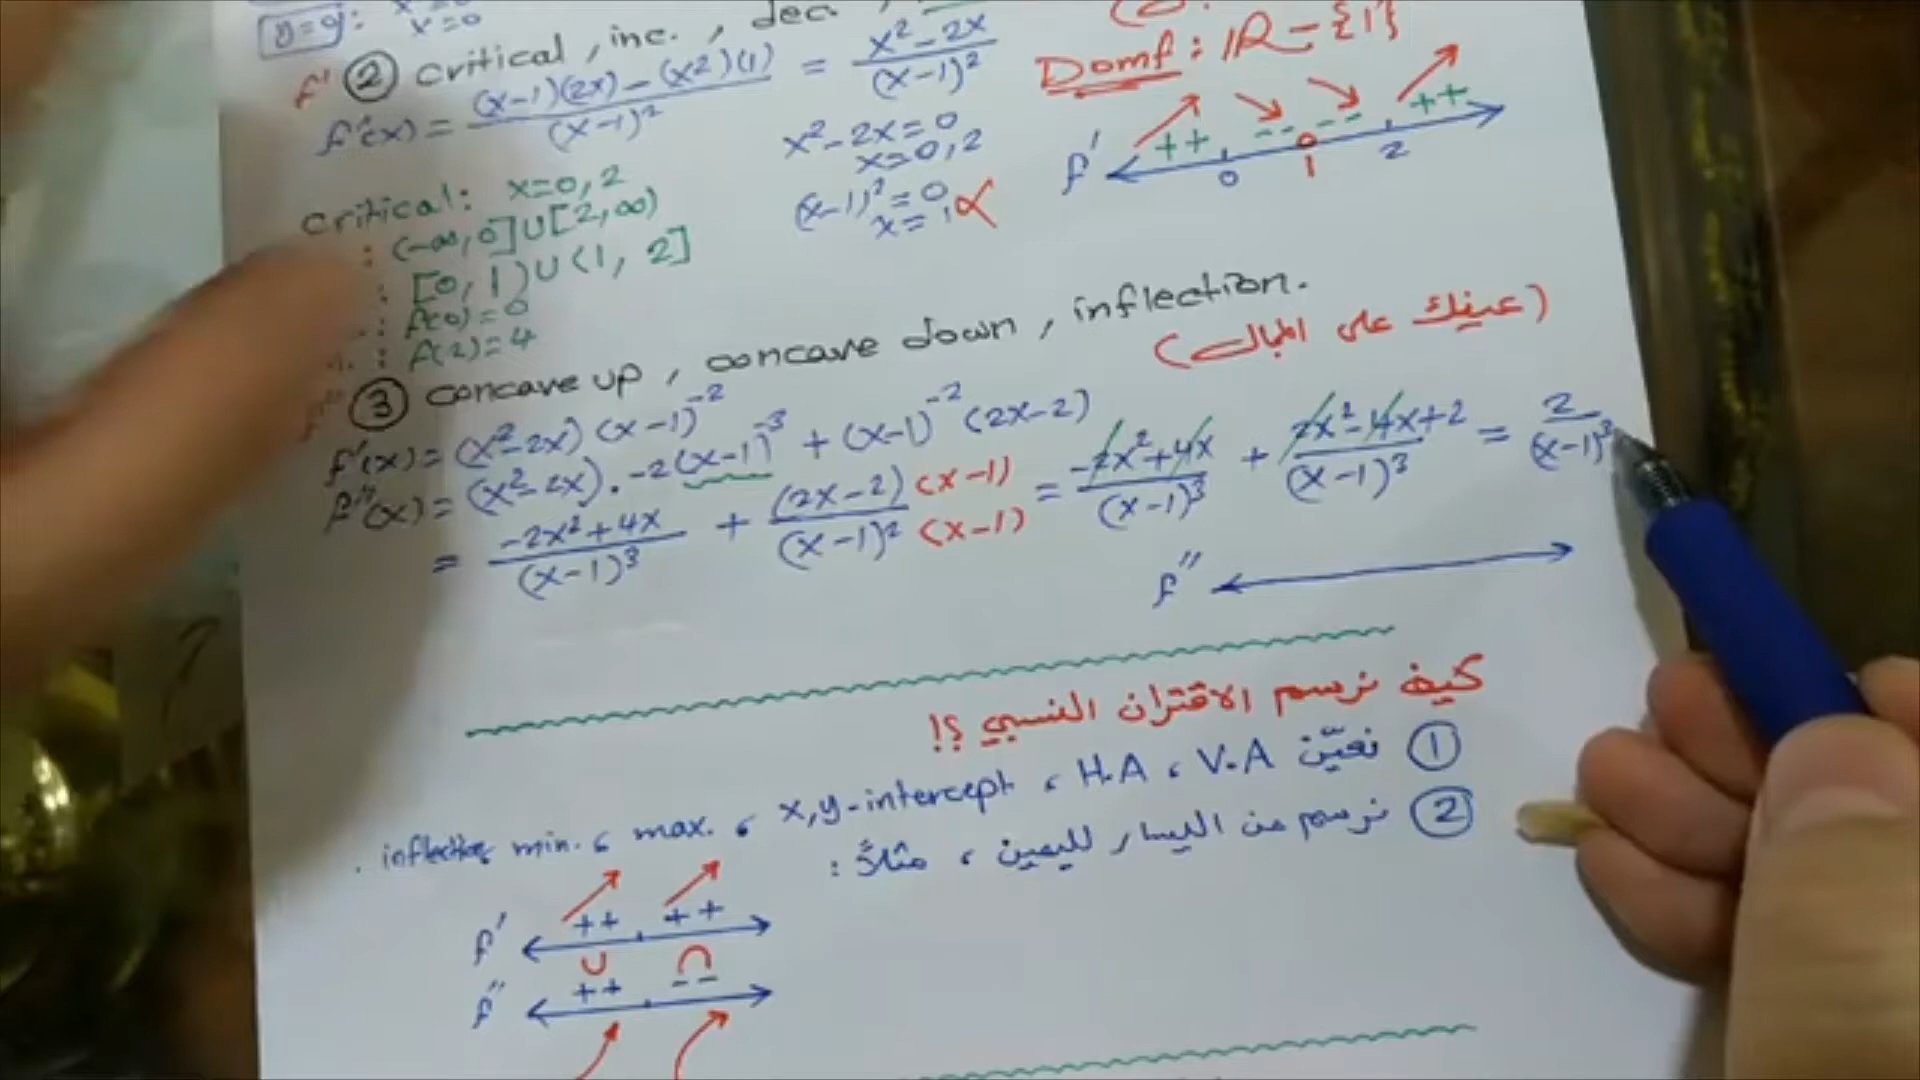 x=0
f' ② critical, inc., dec.,
f'(x) = (x-1)(2x) - (x²)(1) / (x-1)² = x²-2x / (x-1)²
Domf: IR - {1}
x²-2x=0
x=0,2
(x-1)²=0
x=1
f' ++ -- -- ++
0 1 2
critical: x=0,2
: (-∞,0]∪[2,∞)
: [0,1)∪(1,2]
: f(0)=0
: f(2)=4
③ concave up, concave down, inflection.
(عينك على المجال)
f'(x) = (x²-2x)(x-1)⁻²
f''(x) = (x²-2x).-2(x-1)⁻³ + (x-1)⁻²(2x-2)
= -2x²+4x / (x-1)³ + (2x-2)(x-1) / (x-1)²(x-1) = -2x²+4x / (x-1)³ + 2x²-4x+2 / (x-1)³ = 2 / (x-1)³
f''
كيف نرسم الاقتران النسبي ؟!
① نعيّن V.A ، H.A ، x,y-intercept ، max. ، min. ، inflection .
② نرسم من اليسار لليمين ، مثلاً :
f' ++ ++
∪ ∩
f'' ++ --